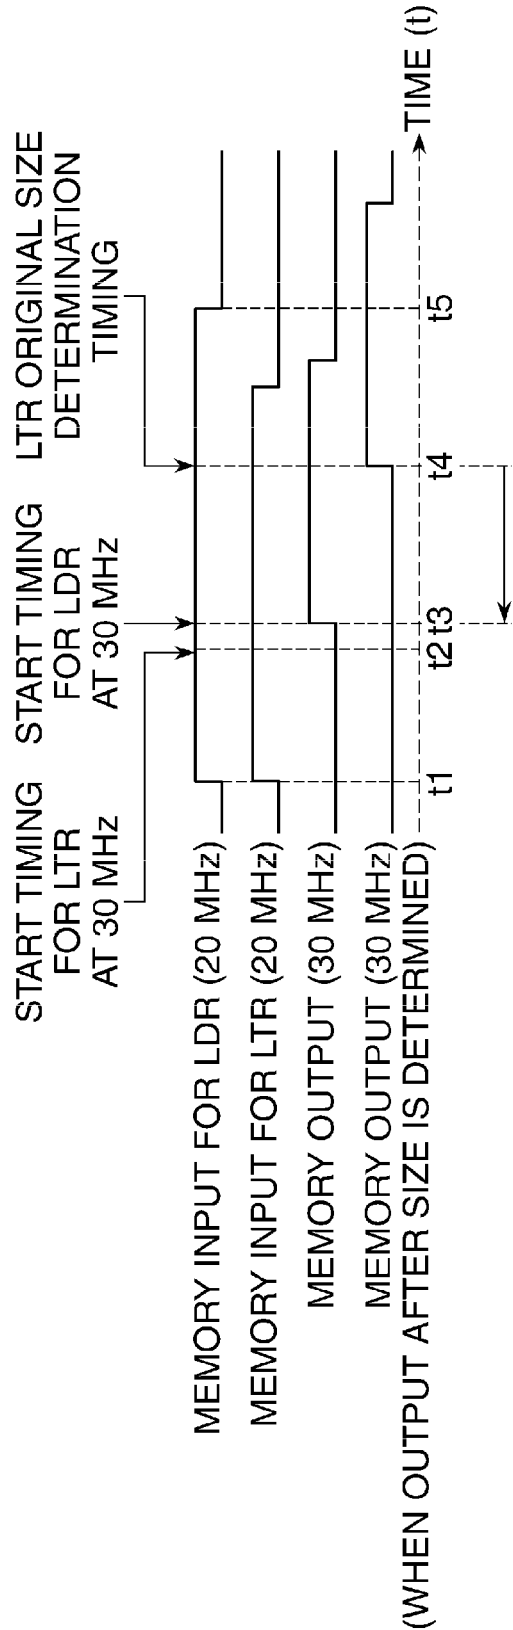 START TIMING
FOR LTR
AT 30 MHz
START TIMING
FOR LDR
AT 30 MHz
LTR ORIGINAL SIZE
DETERMINATION
TIMING
MEMORY INPUT FOR LDR (20 MHz)
MEMORY INPUT FOR LTR (20 MHz)
MEMORY OUTPUT (30 MHz)
MEMORY OUTPUT (30 MHz)
(WHEN OUTPUT AFTER SIZE IS DETERMINED)
TIME (t)
t1
t2
t3
t4
t5